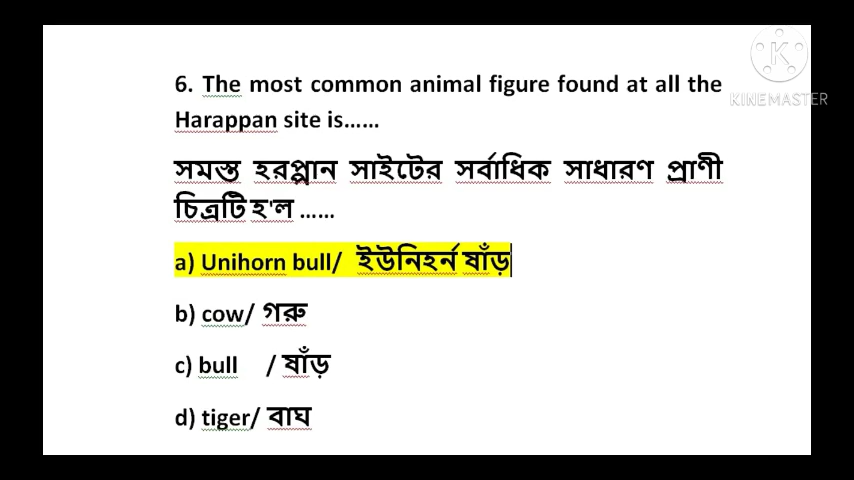 6. The most common animal figure found at all the
Harappan site is......
সমস্ত হরপ্পান সাইটের সর্বাধিক সাধারণ প্রাণী
চিত্রটি হ'ল ......
a) Unihorn bull/ ইউনিহর্ন ষাঁড়
b) cow/ গরু
c) bull / ষাঁড়
d) tiger/ বাঘ
K
KINEMASTER